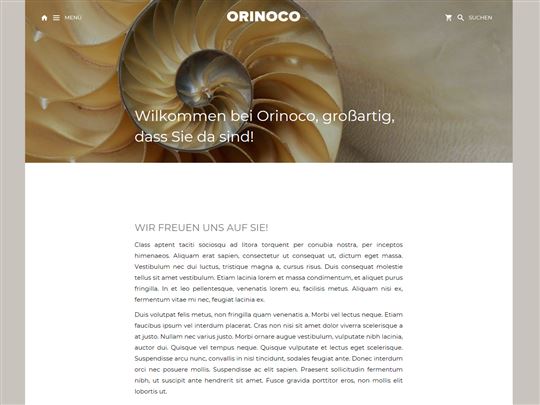 MENÜ
ORINOCO
SUCHEN
Wilkommen bei Orinoco, großartig,
dass Sie da sind!
WIR FREUEN UNS AUF SIE!
Class aptent taciti sociosqu ad litora torquent per conubia nostra, per inceptos
himenaeos. Aliquam erat sapien, consectetur ut consequat ut, dictum eget massa.
Vestibulum nec dui luctus, tristique magna a, cursus risus. Duis consequat molestie
tellus sit amet vestibulum. Etiam lacinia lorem et massa condimentum, et aliquet purus
fringilla. In et leo pellentesque, venenatis lorem eu, facilisis metus. Aliquam nisi ex,
fermentum vitae mi nec, feugiat lacinia ex.
Duis volutpat felis metus, non fringilla quam venenatis a. Morbi vel lectus neque. Etiam
faucibus ipsum vel interdum placerat. Cras non nisi sit amet dolor viverra scelerisque a
at justo. Nullam nec varius justo. Morbi ornare augue vestibulum, vulputate nibh lacinia,
auctor dui. Quisque vel tempus neque. Quisque vulputate et lectus eget scelerisque.
Suspendisse arcu nunc, convallis in nisl tincidunt, sodales feugiat ante. Donec interdum
orci nec posuere mollis. Suspendisse ac elit sapien. Praesent sollicitudin fermentum
nibh, ut suscipit ante hendrerit sit amet. Fusce gravida porttitor eros, non mollis elit
lobortis ut.